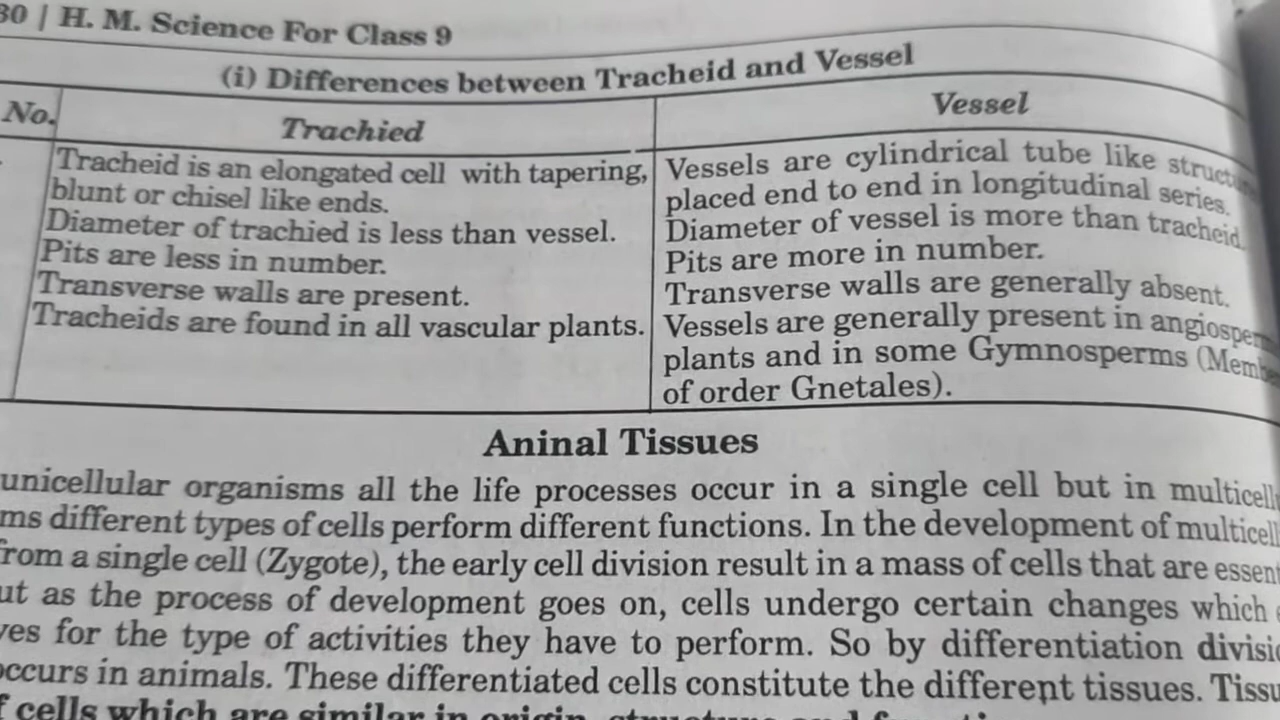 30 | H. M. Science For Class 9
(i) Differences between Tracheid and Vessel
No.
Trachied
Vessel
Tracheid is an elongated cell with tapering,
blunt or chisel like ends.
Diameter of trachied is less than vessel.
Pits are less in number.
Transverse walls are present.
Tracheids are found in all vascular plants.
Vessels are cylindrical tube like
placed end to end in longitudinal series.
Diameter of vessel is more than tracheid
Pits are more in number.
Transverse walls are generally absent.
Vessels are generally present in
plants and in some Gymnosperms
of order Gnetales).
Aninal Tissues
unicellular organisms all the life processes occur in a single cell but in
different types of cells perform different functions. In the development of
from a single cell (Zygote), the early cell division result in a mass of cells that are
as the process of development goes on, cells undergo certain changes which
for the type of activities they have to perform. So by differentiation
occurs in animals. These differentiated cells constitute the different tissues.
cells which are similar in origin, structure and